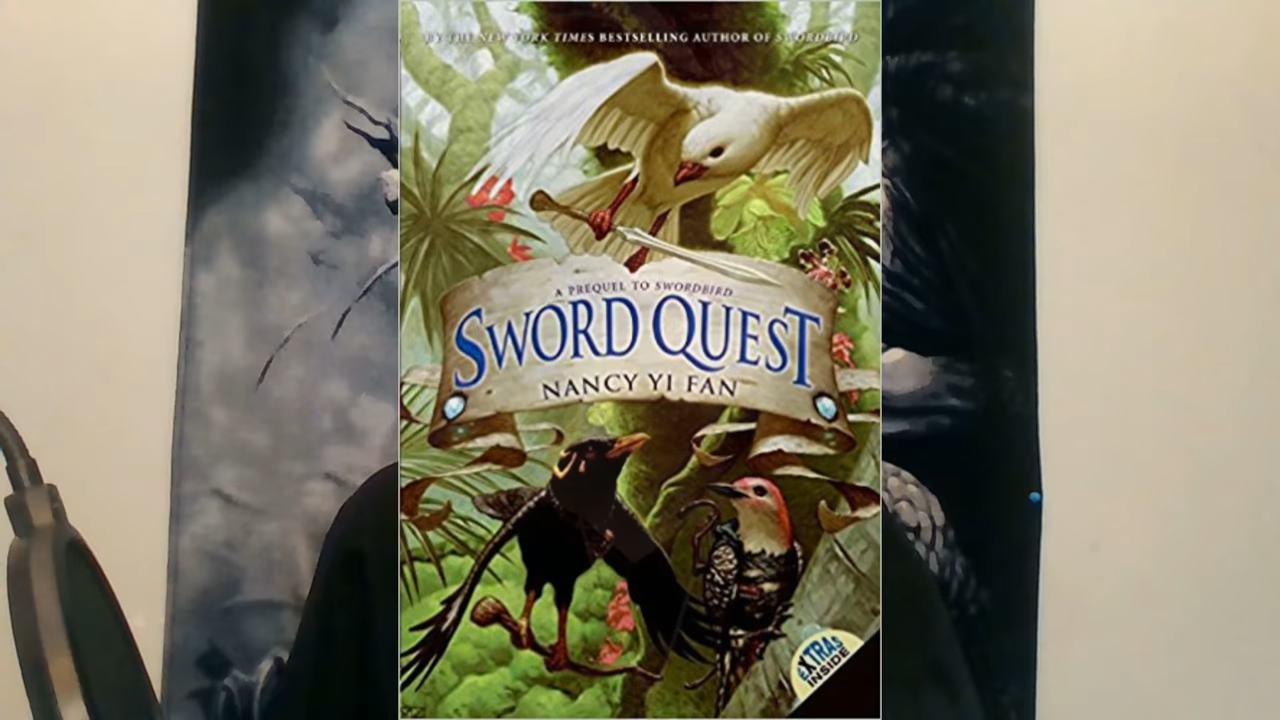 BY THE NEW YORK TIMES BESTSELLING AUTHOR OF SWORDBIRD
A PREQUEL TO SWORDBIRD
SWORD QUEST
NANCY YI FAN
EXTRAS
INSIDE